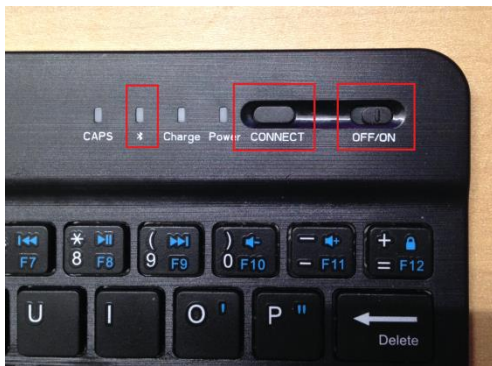 CAPS Charge Power CONNECT OFF/ON
* ( ) — +
F7 8 F8 9 F9 0 F10 - F11 = F12
U I O ' P "
Delete